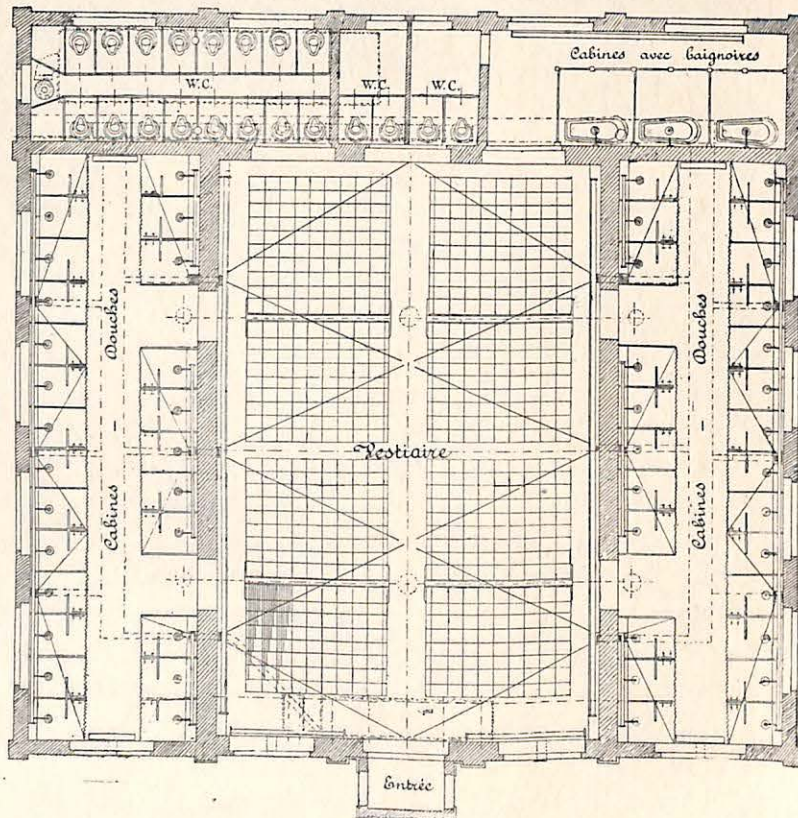 Cabines avec baignoires
W.C.
W.C.
W.C.
Cabines – Douches
Vestiaire
Cabines – Douches
Entrée